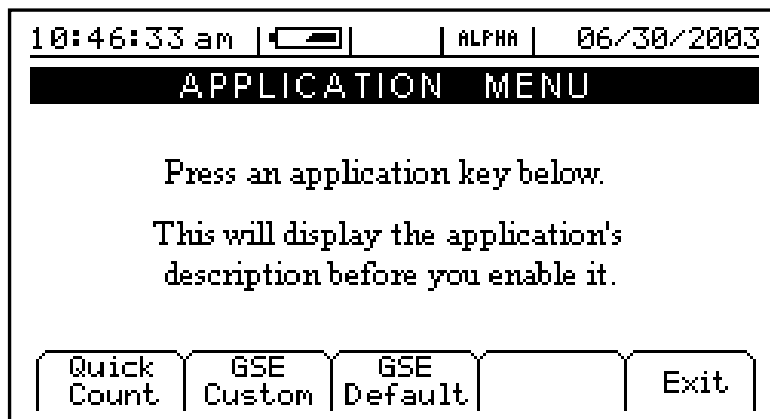 10:46:33 am ALPHA 06/30/2003
APPLICATION MENU
Press an application key below.
This will display the application's
description before you enable it.
Quick Count GSE Custom GSE Default Exit